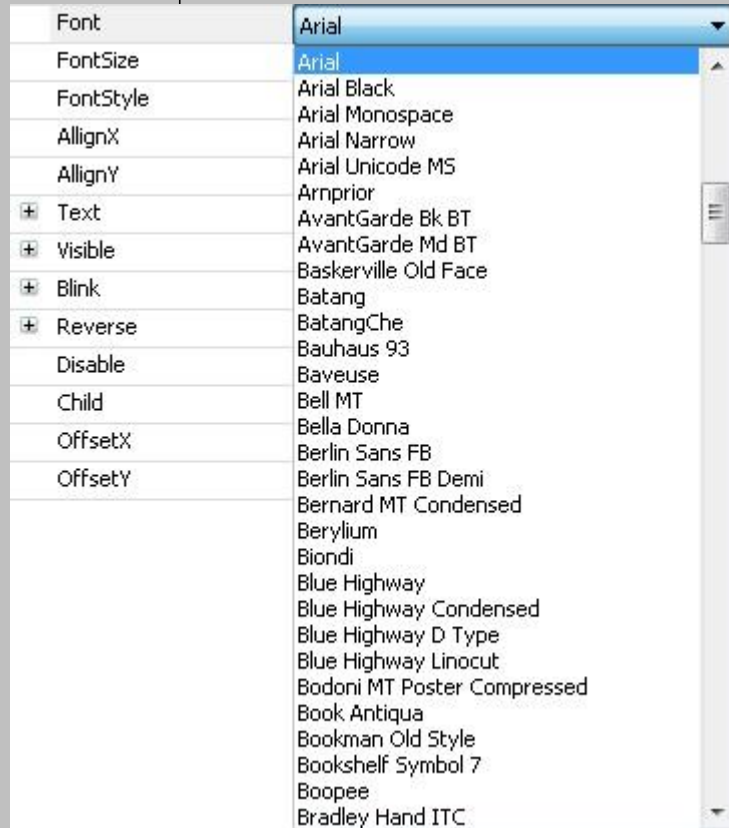 Font Arial
FontSize Arial
FontStyle Arial Black
Arial Monospace
AllignX Arial Narrow
AllignY Arial Unicode MS
Arnprior
Text AvantGarde Bk BT
Visible AvantGarde Md BT
Baskerville Old Face
Blink Batang
Reverse BatangChe
Bauhaus 93
Disable Baveuse
Child Bell MT
Bella Donna
OffsetX Berlin Sans FB
OffsetY Berlin Sans FB Demi
Bernard MT Condensed
Berylium
Biondi
Blue Highway
Blue Highway Condensed
Blue Highway D Type
Blue Highway Linocut
Bodoni MT Poster Compressed
Book Antiqua
Bookman Old Style
Bookshelf Symbol 7
Boopee
Bradley Hand ITC